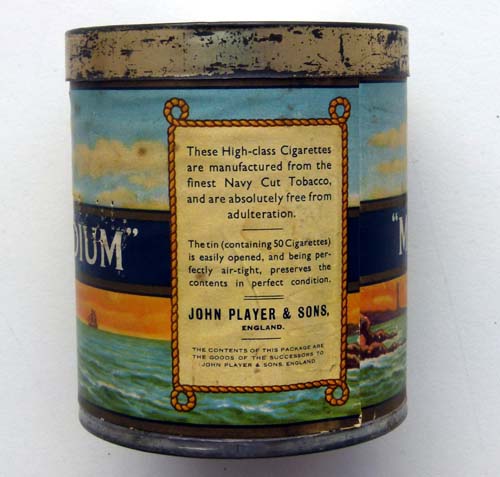 These High-class Cigarettes
are manufactured from the
finest Navy Cut Tobacco,
and are absolutely free from
adulteration.
DIUM"
"M
The tin (containing 50 Cigarettes)
is easily opened, and being per-
fectly air-tight, preserves the
contents in perfect condition.
JOHN PLAYER & SONS,
ENGLAND.
THE CONTENTS OF THIS PACKAGE ARE
THE GOODS OF THE SUCCESSORS TO
JOHN PLAYER & SONS, ENGLAND